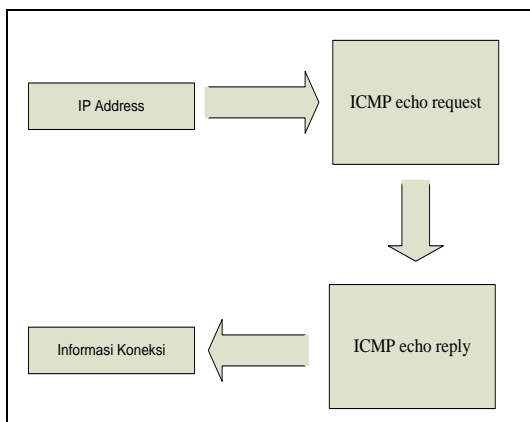 IP Address
ICMP echo request
ICMP echo reply
Informasi Koneksi